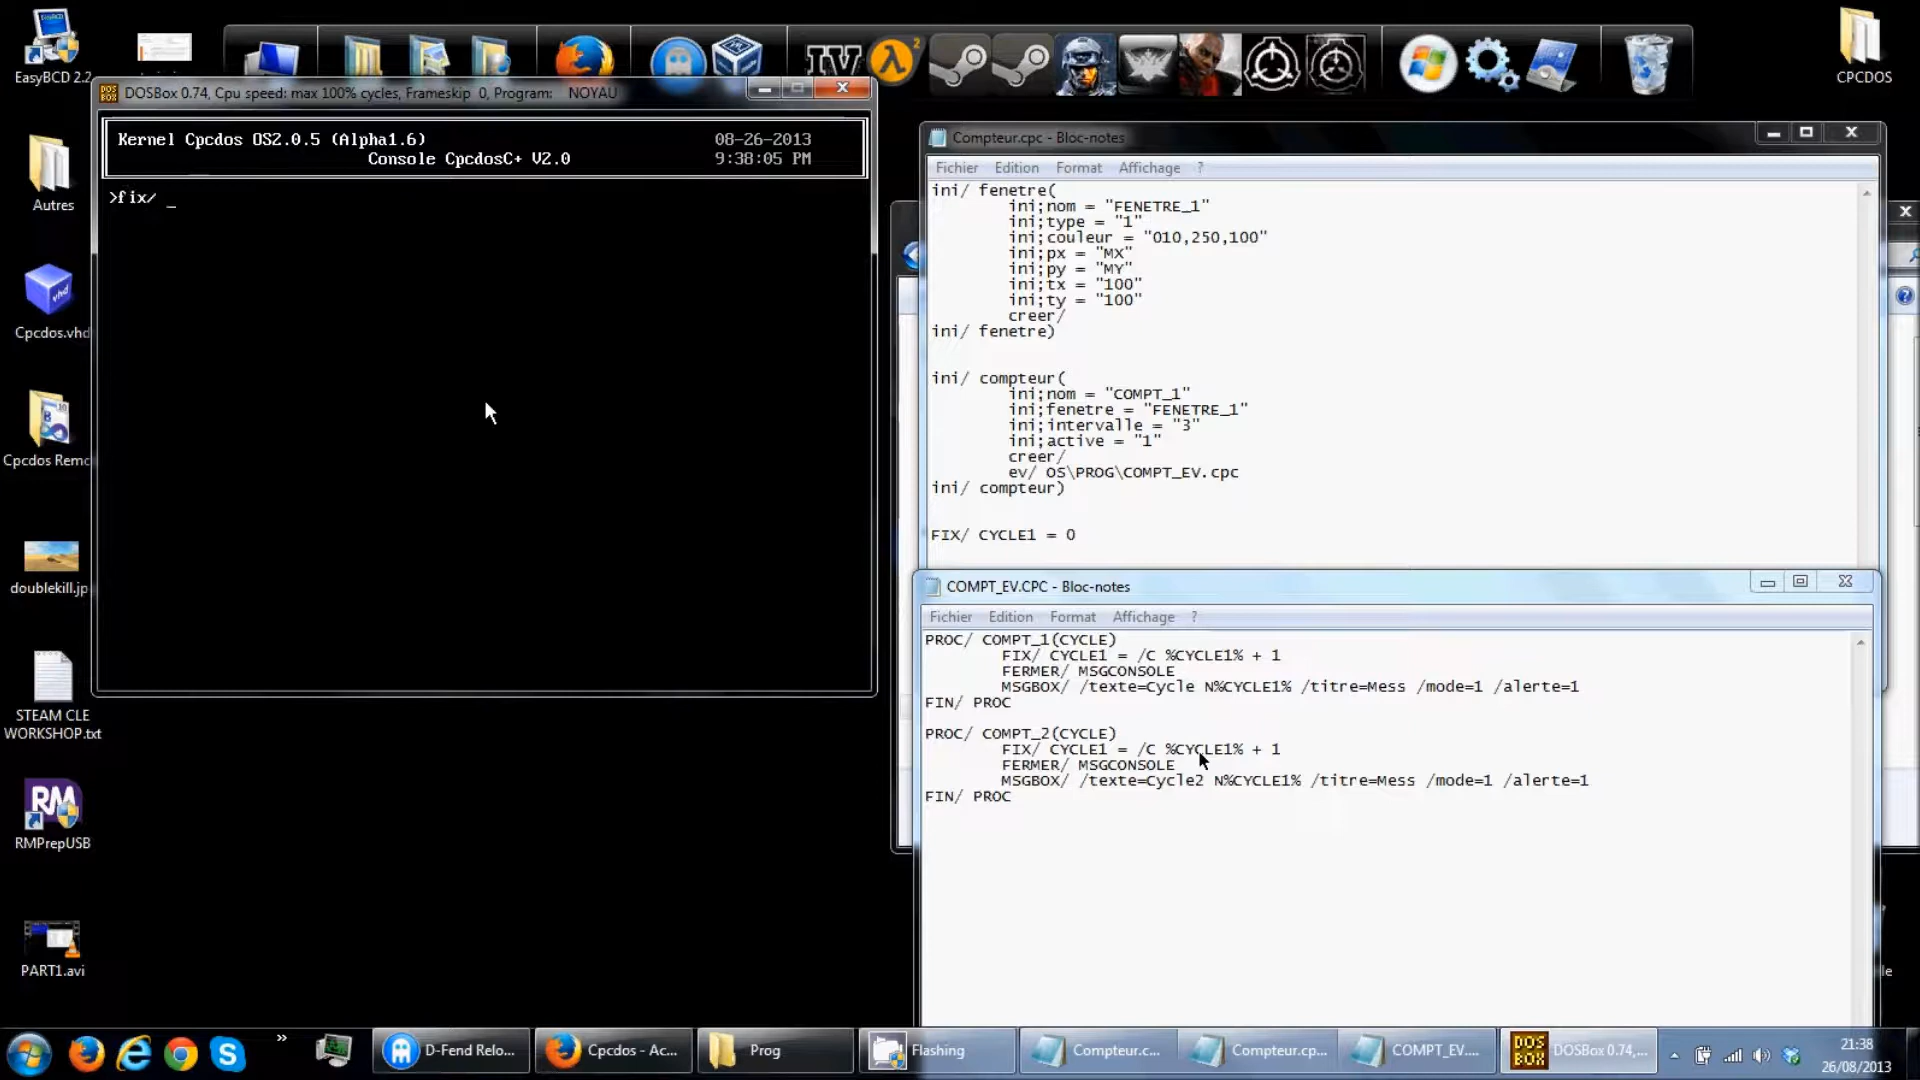 EasyBCD 2.2
CPCDOS
DOSBox 0.74, Cpu speed: max 100% cycles, Frameskip 0, Program: NOYAU
Kernel Cpcdos OS2.0.5 (Alpha1.6) 08-26-2013
Console CpcdosC+ V2.0 9:38:05 PM
>fix/ _
Autres
Cpcdos.vhd
Cpcdos Remo
doublekill.jp
STEAM CLE
WORKSHOP.txt
RMPrepUSB
PART1.avi
Compteur.cpc - Bloc-notes
Fichier Edition Format Affichage ?
ini/ fenetre(
ini;nom = "FENETRE_1"
ini;type = "1"
ini;couleur = "010,250,100"
ini;px = "MX"
ini;py = "MY"
ini;tx = "100"
ini;ty = "100"
creer/
ini/ fenetre)
ini/ compteur(
ini;nom = "COMPT_1"
ini;fenetre = "FENETRE_1"
ini;intervalle = "3"
ini;active = "1"
creer/
ev/ OS\PROG\COMPT_EV.cpc
ini/ compteur)
FIX/ CYCLE1 = 0
COMPT_EV.CPC - Bloc-notes
Fichier Edition Format Affichage ?
PROC/ COMPT_1(CYCLE)
FIX/ CYCLE1 = /C %CYCLE1% + 1
FERMER/ MSGCONSOLE
MSGBOX/ /texte=Cycle N%CYCLE1% /titre=Mess /mode=1 /alerte=1
FIN/ PROC
PROC/ COMPT_2(CYCLE)
FIX/ CYCLE1 = /C %CYCLE1% + 1
FERMER/ MSGCONSOLE
MSGBOX/ /texte=Cycle2 N%CYCLE1% /titre=Mess /mode=1 /alerte=1
FIN/ PROC
D-Fend Relo...
Cpcdos - Ac...
Prog
Flashing
Compteur.c...
Compteur.cp...
COMPT_EV....
DOSBox 0.74,...
21:38
26/08/2013